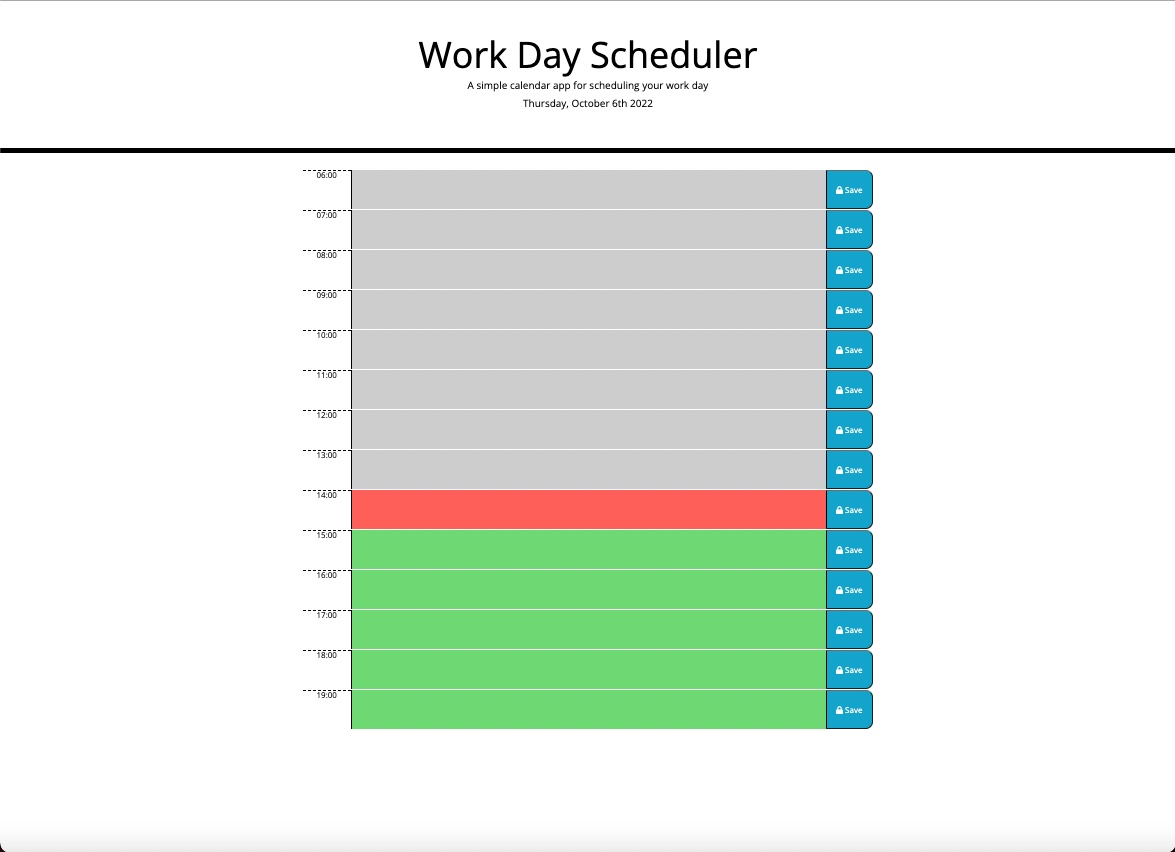 Work Day Scheduler
A simple calendar app for scheduling your work day
Thursday, October 6th 2022
06:00 Save
07:00 Save
08:00 Save
09:00 Save
10:00 Save
11:00 Save
12:00 Save
13:00 Save
14:00 Save
15:00 Save
16:00 Save
17:00 Save
18:00 Save
19:00 Save